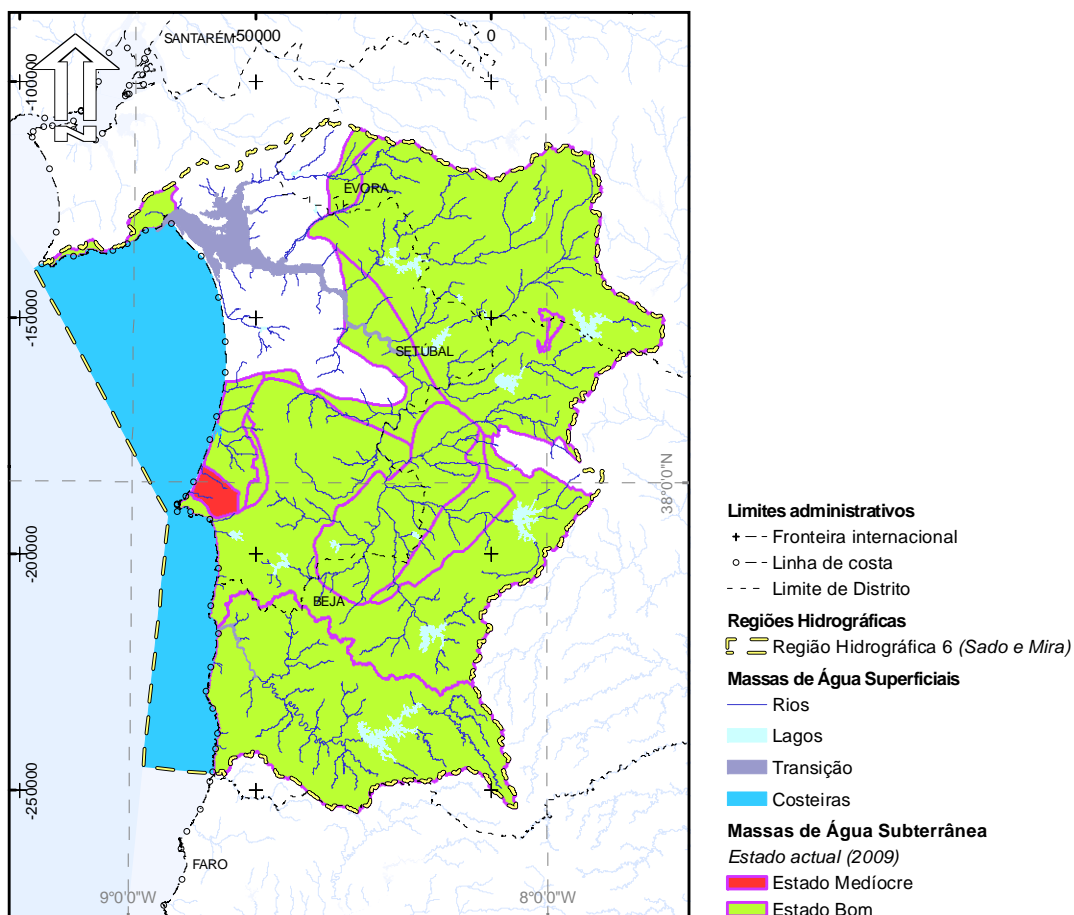 SANTARÉM
-50000
0
-100000
N
ÉVORA
-150000
SETÚBAL
38°0'0"N
-200000
BEJA
-250000
FARO
9°0'0"W
8°0'0"W
Limites administrativos
Fronteira internacional
Linha de costa
Limite de Distrito
Regiões Hidrográficas
Região Hidrográfica 6 (Sado e Mira)
Massas de Água Superficiais
Rios
Lagos
Transição
Costeiras
Massas de Água Subterrânea
Estado actual (2009)
Estado Medíocre
Estado Bom